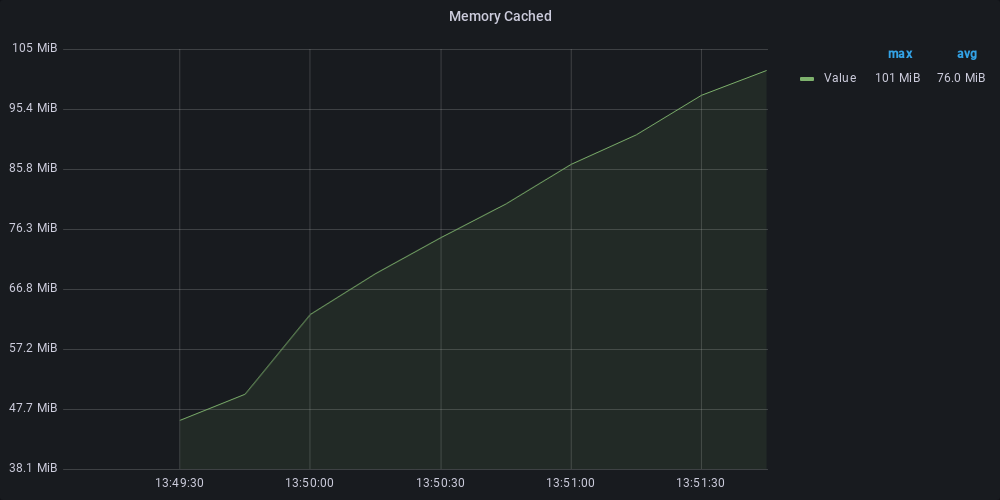 Memory Cached
105 MiB
95.4 MiB
85.8 MiB
76.3 MiB
66.8 MiB
57.2 MiB
47.7 MiB
38.1 MiB
13:49:30 13:50:00 13:50:30 13:51:00 13:51:30
max avg
Value 101 MiB 76.0 MiB